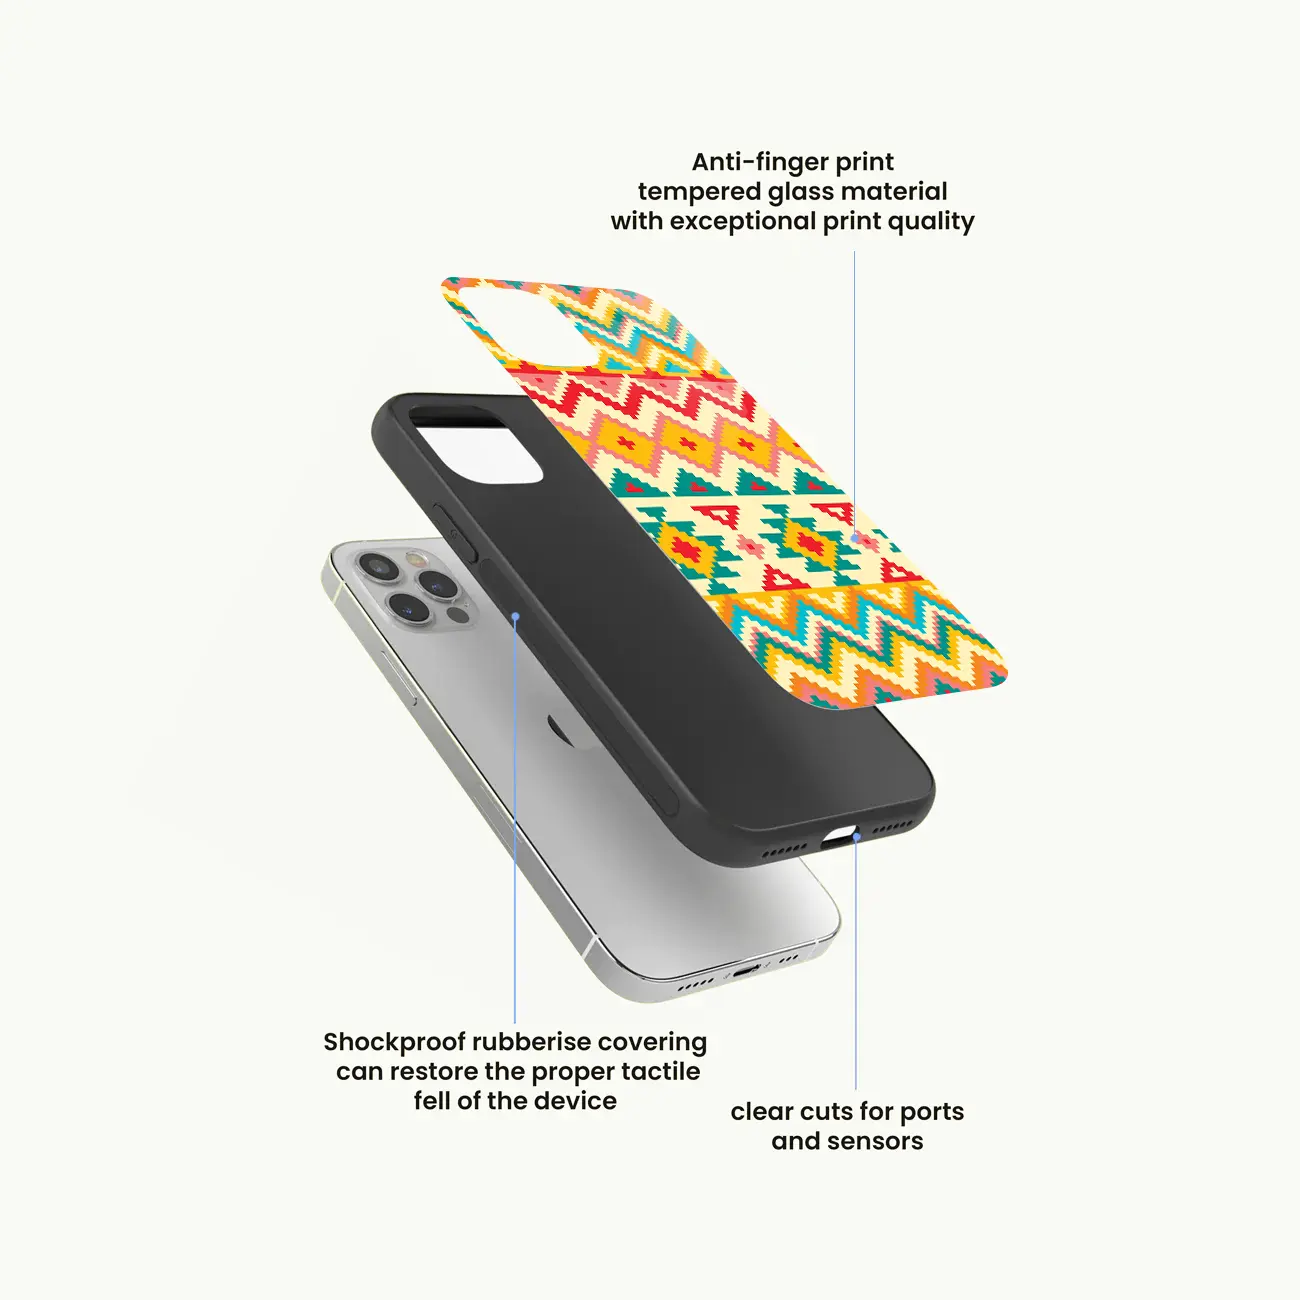 Anti-finger print
tempered glass material
with exceptional print quality
Shockproof rubberise covering
can restore the proper tactile
fell of the device
clear cuts for ports
and sensors